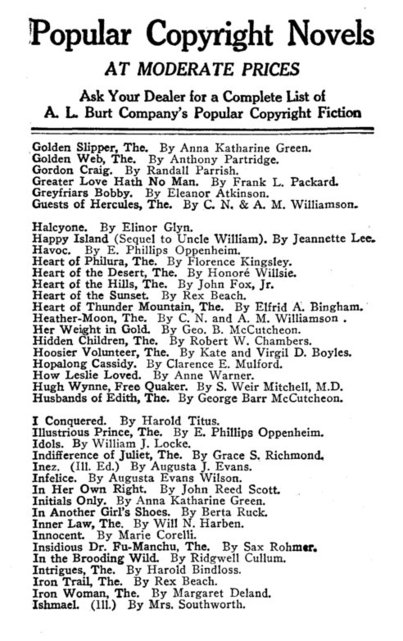 Popular Copyright Novels
AT MODERATE PRICES
Ask Your Dealer for a Complete List of
A. L. Burt Company's Popular Copyright Fiction
Golden Slipper, The. By Anna Katharine Green.
Golden Web, The. By Anthony Partridge.
Gordon Craig. By Randall Parrish.
Greater Love Hath No Man. By Frank L. Packard.
Greyfriars Bobby. By Eleanor Atkinson.
Guests of Hercules, The. By C. N. & A. M. Williamson.
Halcyone. By Elinor Glyn.
Happy Island (Sequel to Uncle William). By Jeannette Lee.
Havoc. By E. Phillips Oppenheim.
Heart of Philura, The. By Florence Kingsley.
Heart of the Desert, The. By Honoré Willsie.
Heart of the Hills, The. By John Fox, Jr.
Heart of the Sunset. By Rex Beach.
Heart of Thunder Mountain, The. By Elfrid A. Bingham.
Heather-Moon, The. By C. N. and A. M. Williamson .
Her Weight in Gold. By Geo. B. McCutcheon.
Hidden Children, The. By Robert W. Chambers.
Hoosier Volunteer, The. By Kate and Virgil D. Boyles.
Hopalong Cassidy. By Clarence E. Mulford.
How Leslie Loved. By Anne Warner.
Hugh Wynne, Free Quaker. By S. Weir Mitchell, M.D.
Husbands of Edith, The. By George Barr McCutcheon.
I Conquered. By Harold Titus.
Illustrious Prince, The. By E. Phillips Oppenheim.
Idols. By William J. Locke.
Indifference of Juliet, The. By Grace S. Richmond.
Inez. (Ill. Ed.) By Augusta J. Evans.
Infelice. By Augusta Evans Wilson.
In Her Own Right. By John Reed Scott.
Initials Only. By Anna Katharine Green.
In Another Girl's Shoes. By Berta Ruck.
Inner Law, The. By Will N. Harben.
Innocent. By Marie Corelli.
Insidious Dr. Fu-Manchu, The. By Sax Rohmer.
In the Brooding Wild. By Ridgwell Cullum.
Intrigues, The. By Harold Bindloss.
Iron Trail, The. By Rex Beach.
Iron Woman, The. By Margaret Deland.
Ishmael. (Ill.) By Mrs. Southworth.